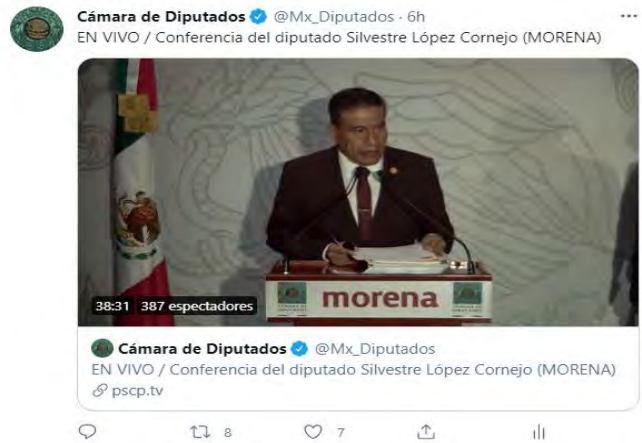 Cámara de Diputados @Mx_Diputados · 6h
EN VIVO / Conferencia del diputado Silvestre López Cornejo (MORENA)
morena
38:31 387 espectadores
Cámara de Diputados @Mx_Diputados
EN VIVO / Conferencia del diputado Silvestre López Cornejo (MORENA)
pscp.tv
8 7